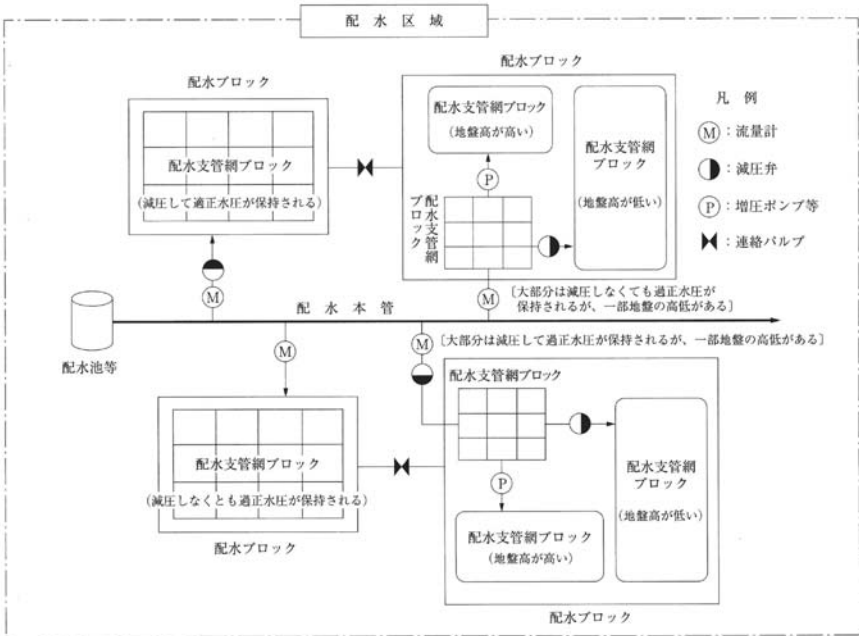 配水区域
配水ブロック
配水支管網ブロック
(減圧して適正水圧が保持される)
M
配水ブロック
配水支管網ブロック
(地盤高が高い)
P
配水支管網
ブロック
配水支管網
ブロック
(地盤高が低い)
M
〔大部分は減圧しなくても適正水圧が
保持されるが、一部地盤の高低がある〕
凡例
M:流量計
:減圧弁
P:増圧ポンプ等
:連絡バルブ
配水本管
配水池等
M
配水支管網ブロック
(減圧しなくとも適正水圧が保持される)
配水ブロック
M
〔大部分は減圧して適正水圧が保持されるが、一部地盤の高低がある〕
配水支管網ブロック
P
配水支管網ブロック
(地盤高が高い)
配水支管網
ブロック
(地盤高が低い)
配水ブロック